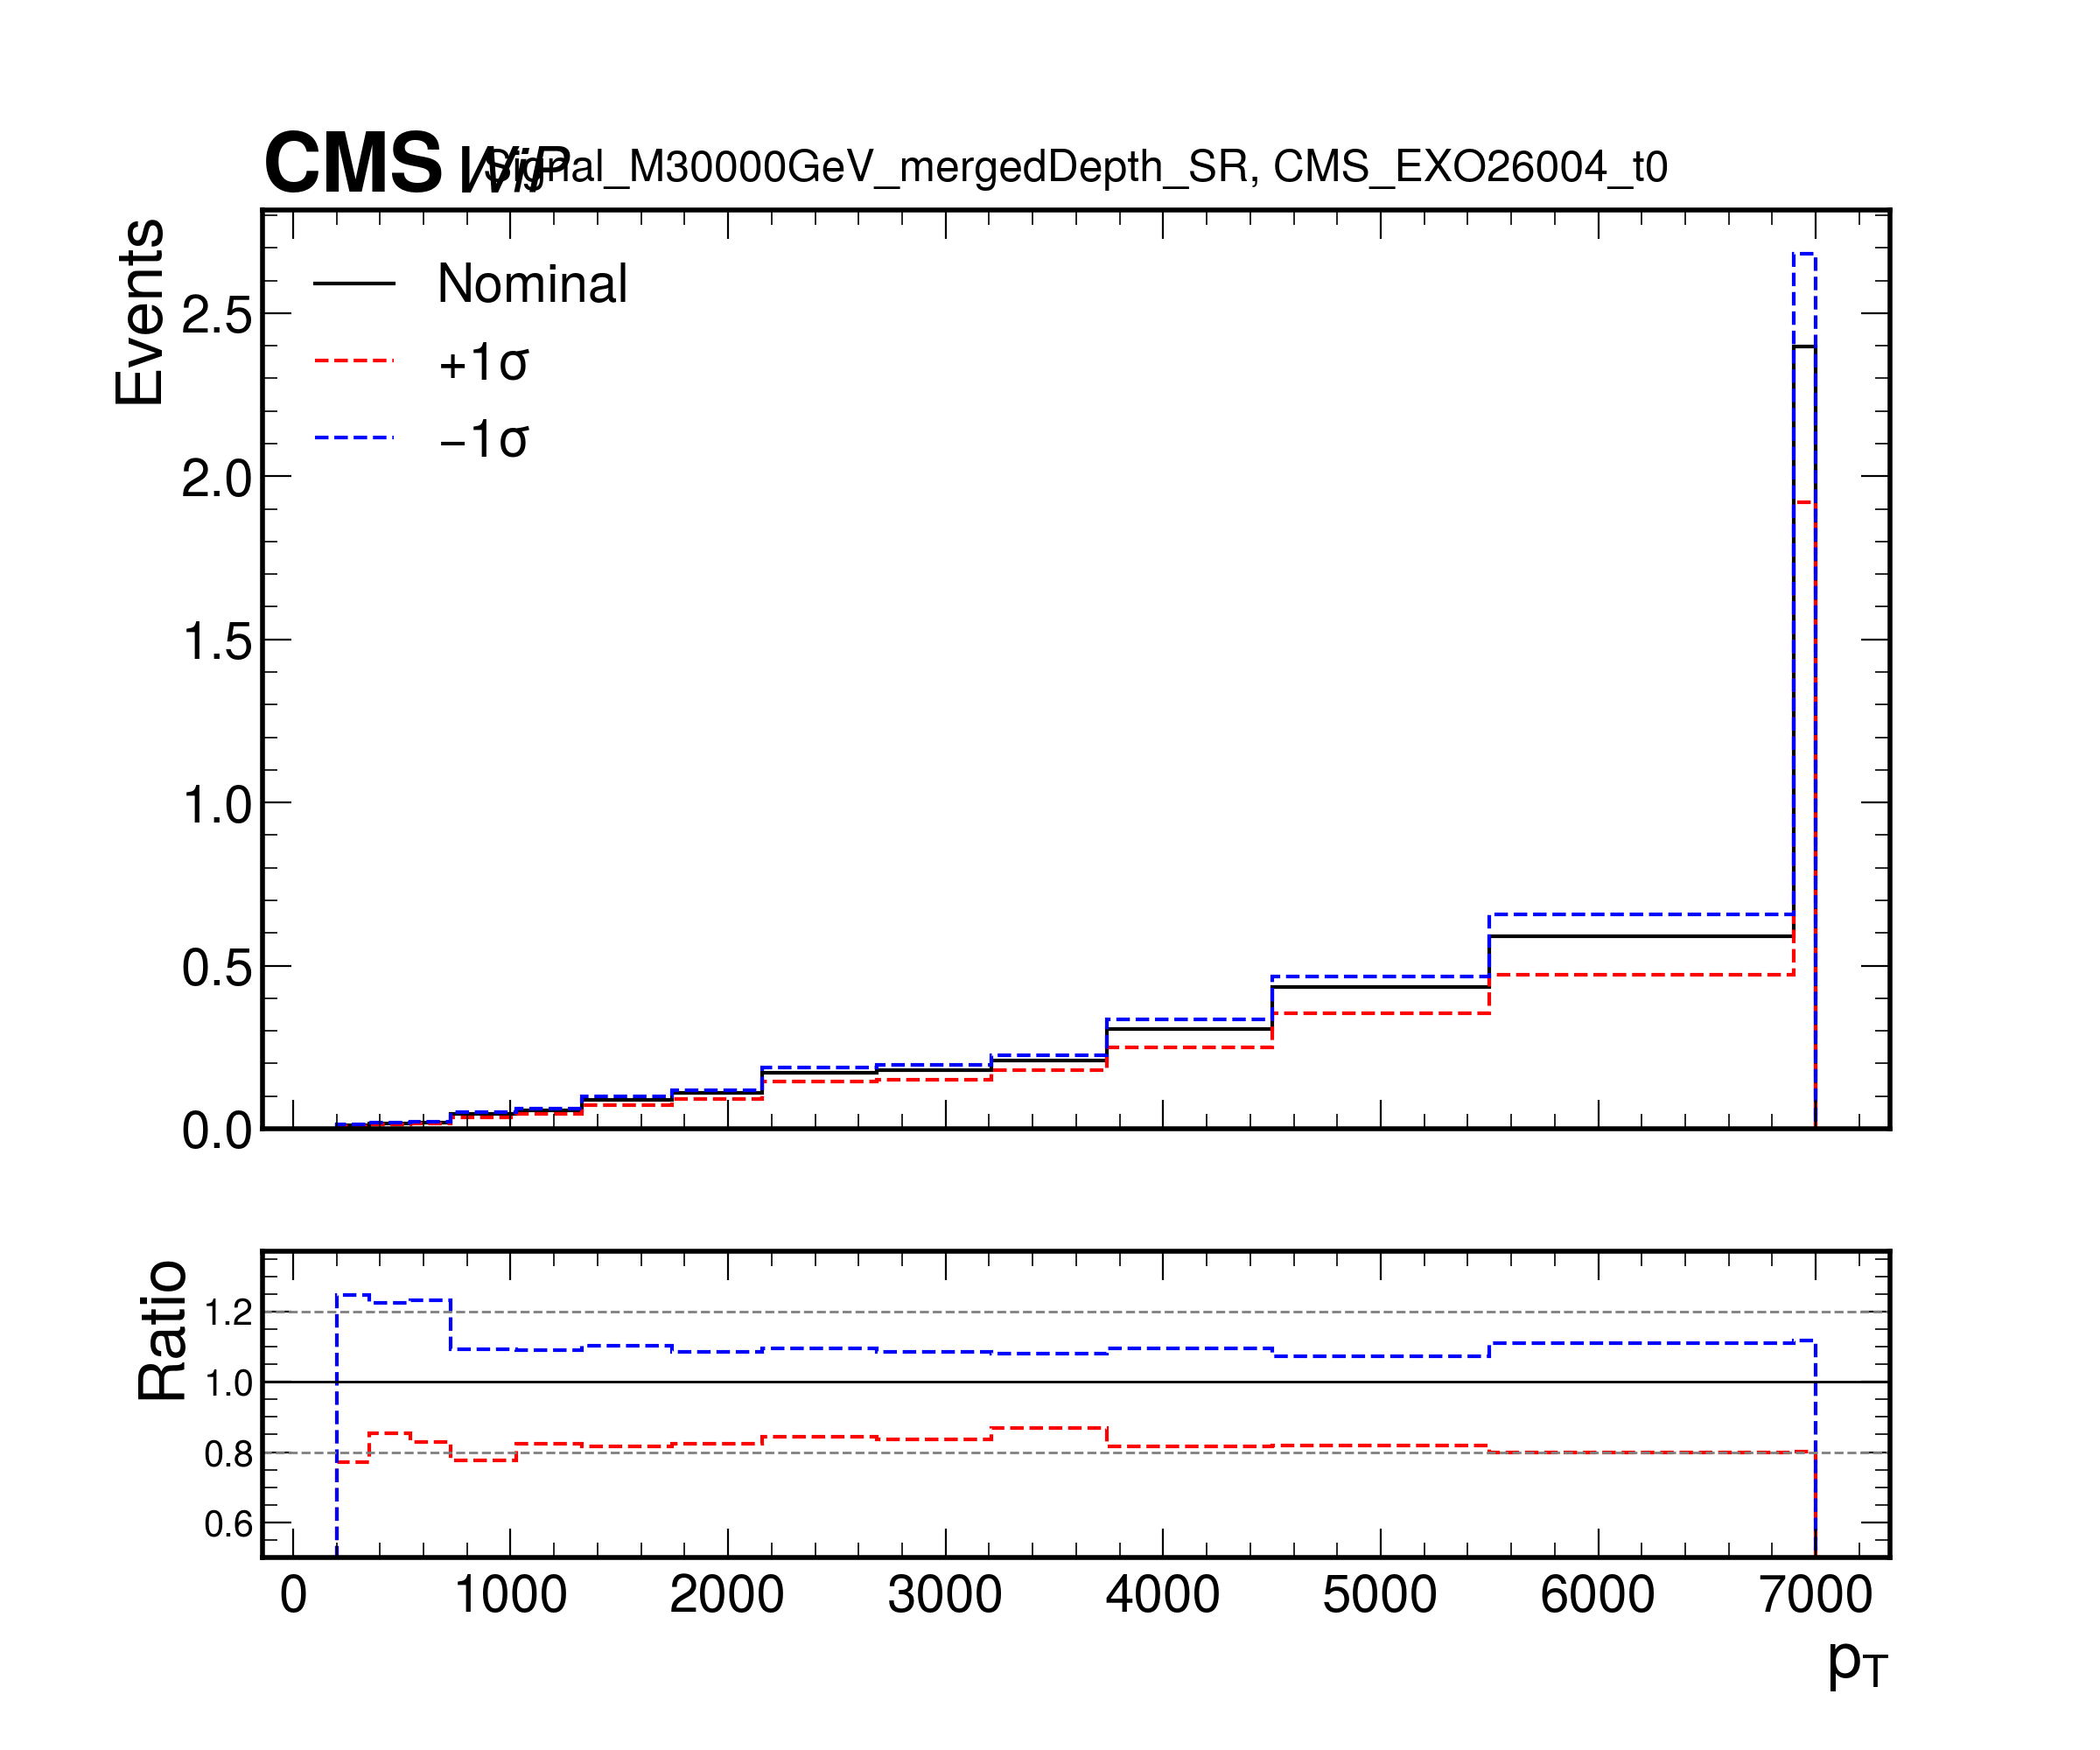 CMS WiP Signal_M30000GeV_mergedDepth_SR, CMS_EXO26004_t0
Events
Nominal
+1σ
−1σ
2.5
2.0
1.5
1.0
0.5
0.0
Ratio
1.2
1.0
0.8
0.6
0 1000 2000 3000 4000 5000 6000 7000
pT